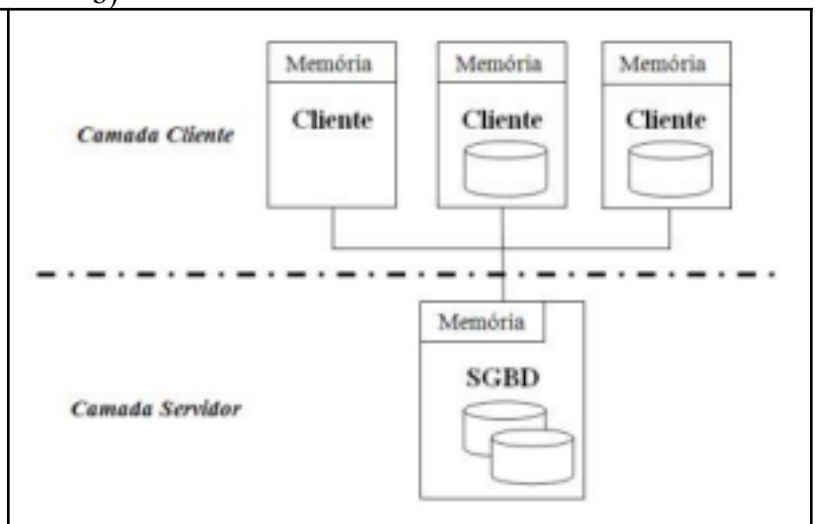 Memória Memória Memória
Cliente Cliente Cliente
Camada Cliente
Memória
SGBD
Camada Servidor